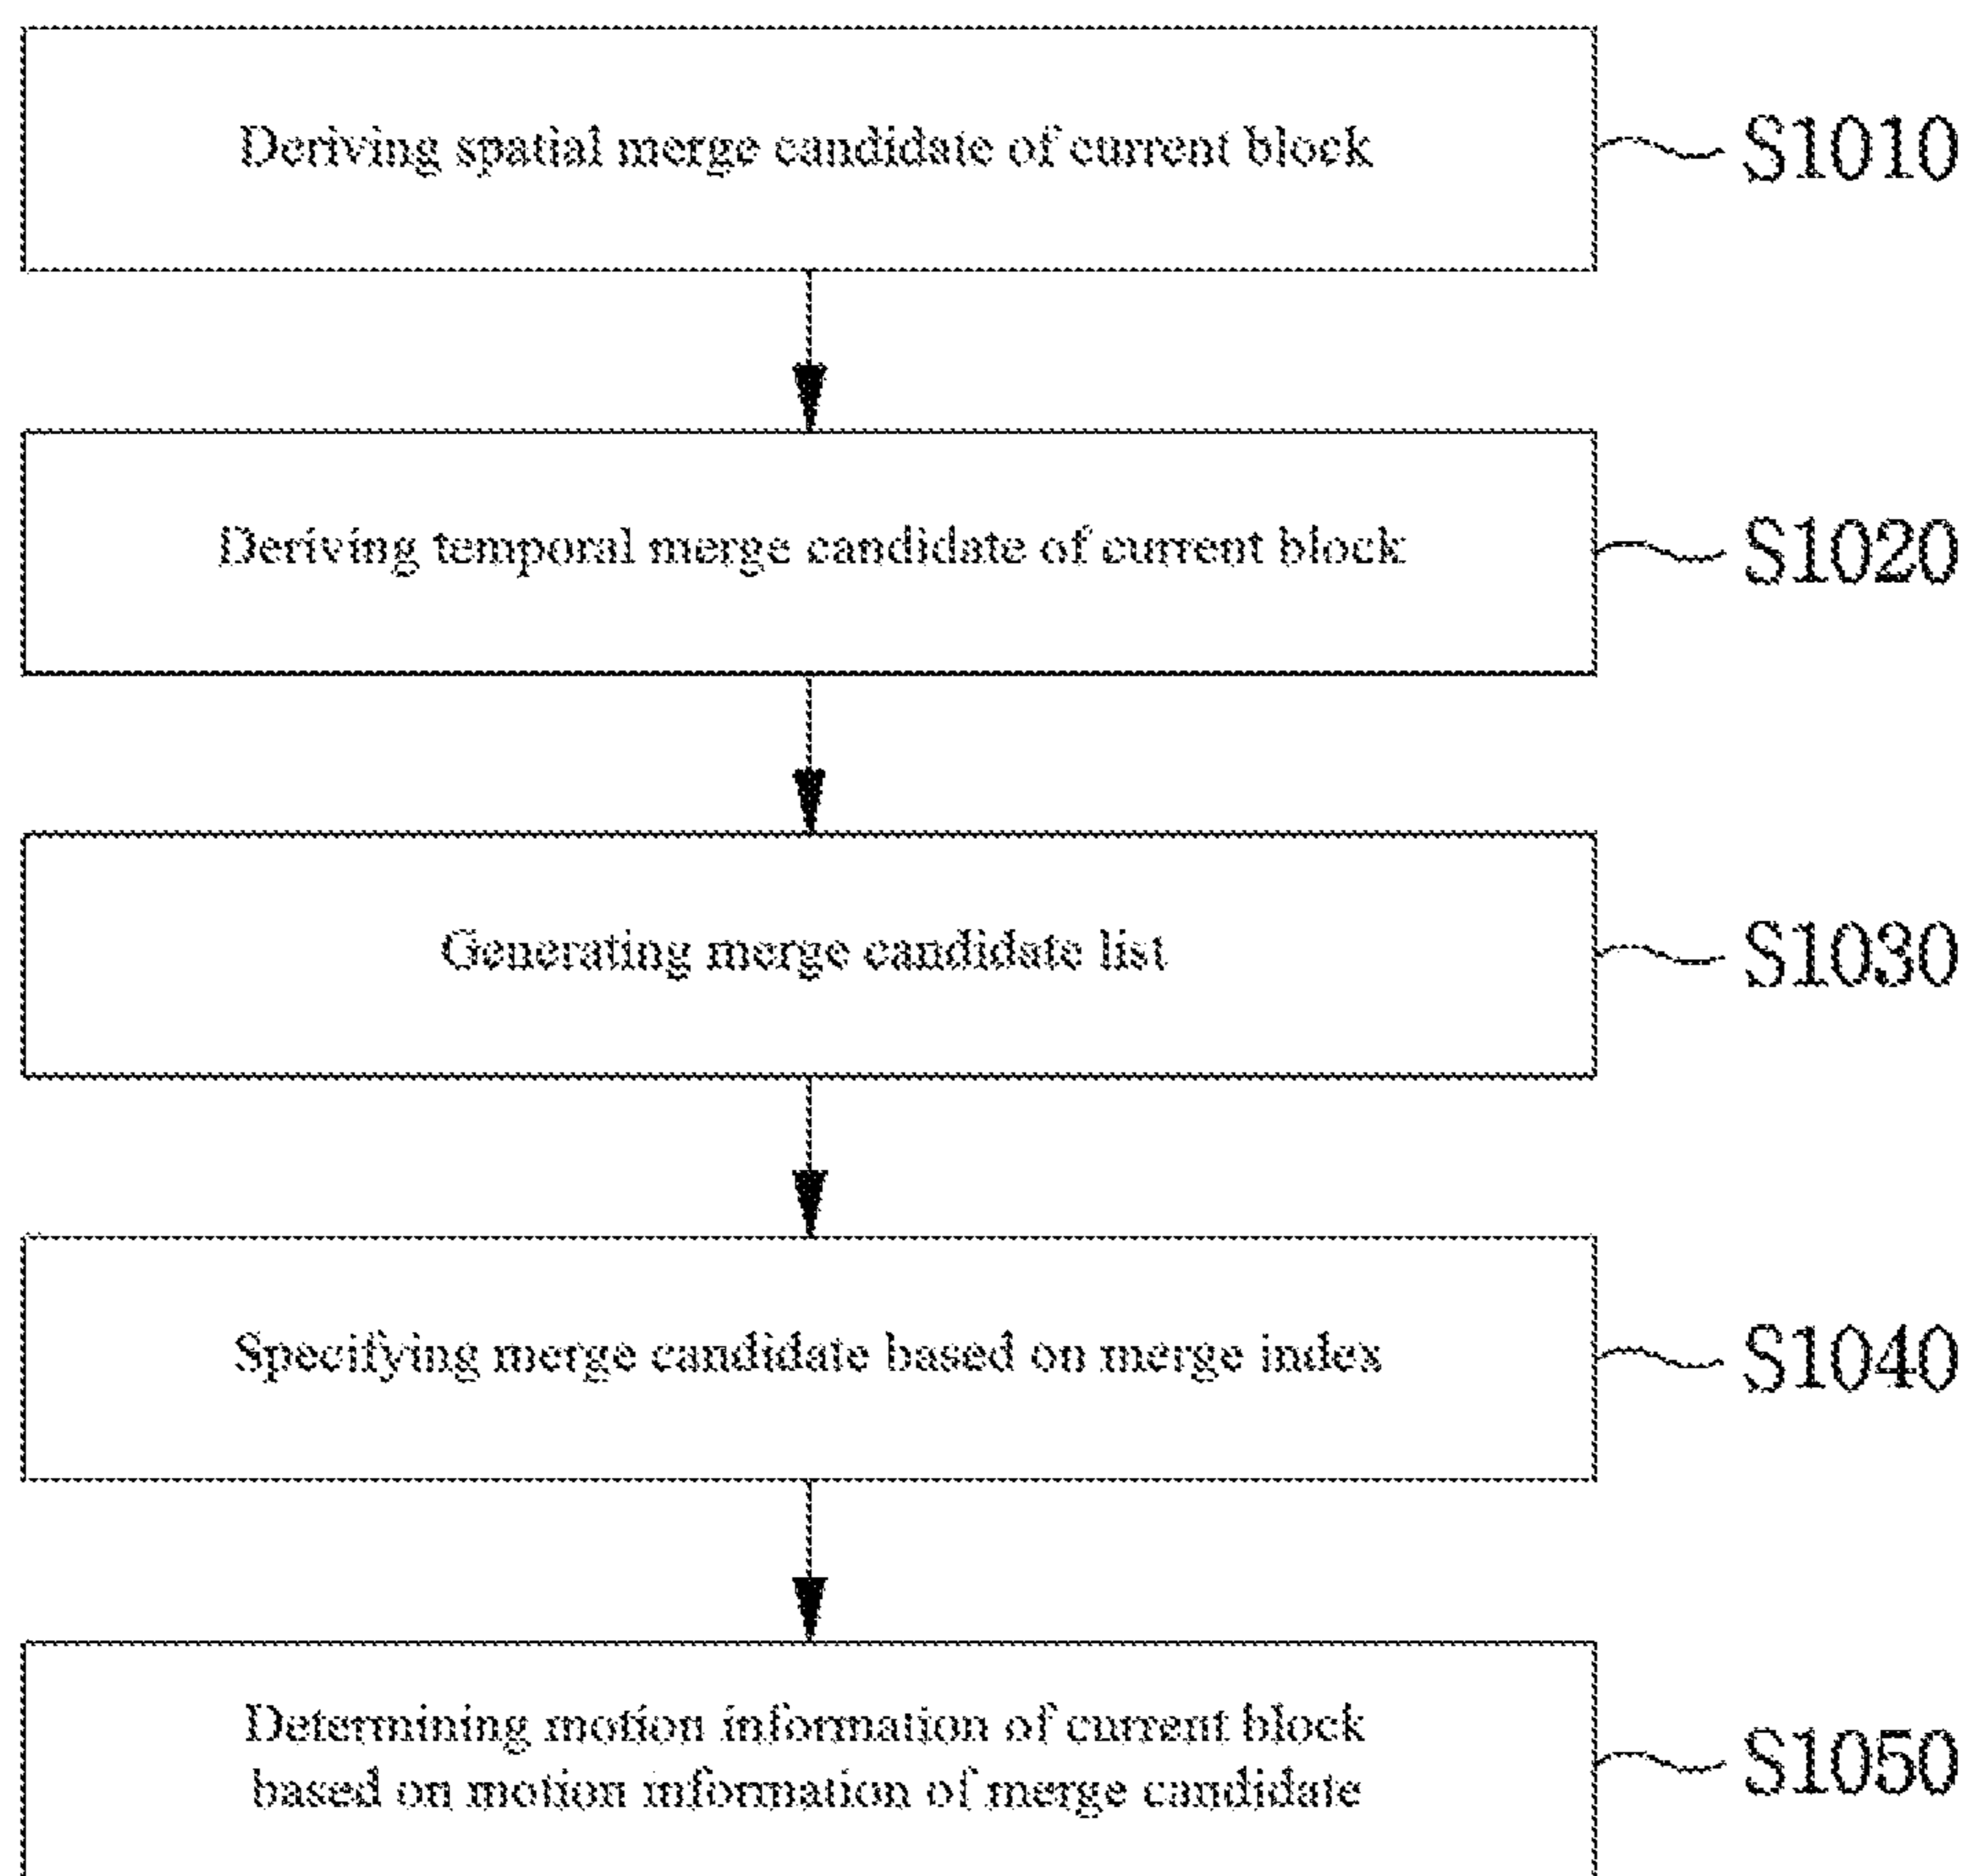 Deriving spatial merge candidate of current block
S1010
Deriving temporal merge candidate of current block
S1020
Generating merge candidate list
S1030
Specifying merge candidate based on merge index
S1040
Determining motion information of current block
based on motion information of merge candidate
S1050